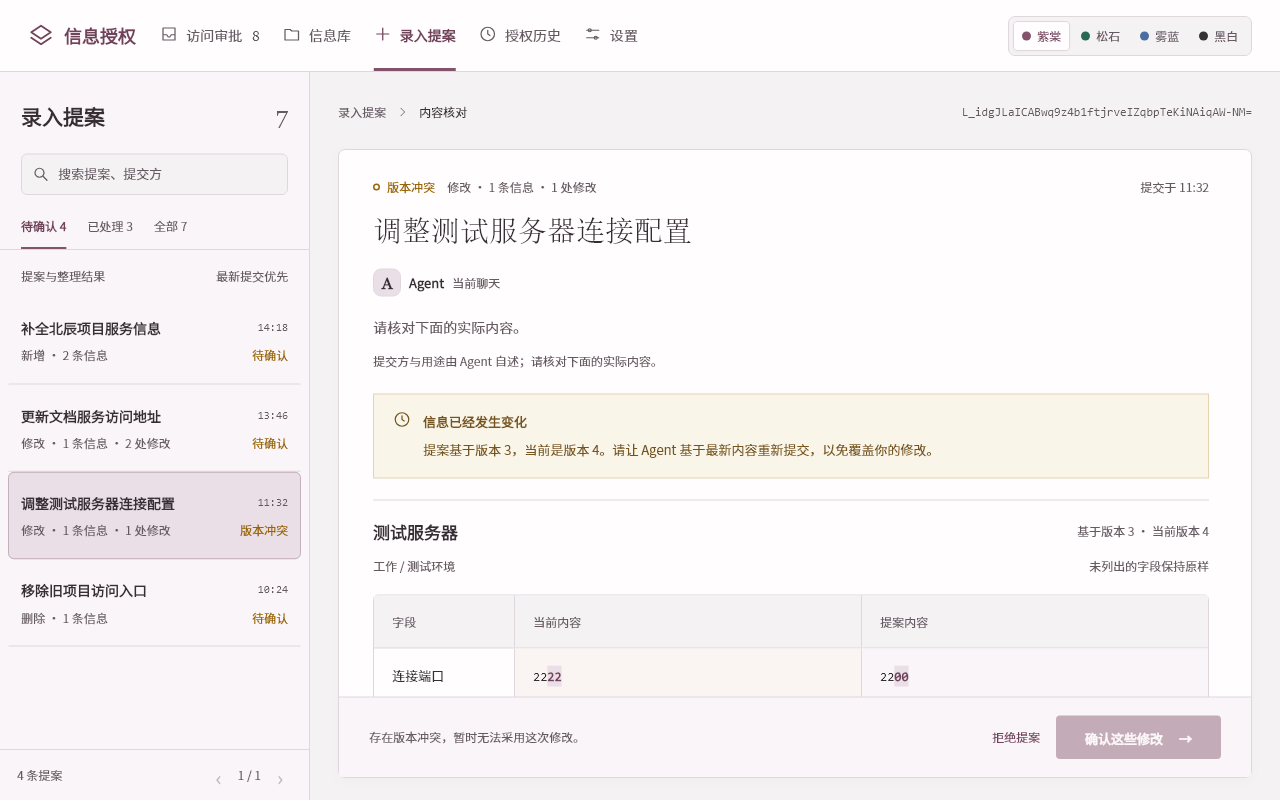 信息授权
访问审批 8
信息库
录入提案
授权历史
设置
紫棠
松石
雾蓝
黑白
录入提案 7
搜索提案、提交方
待确认 4
已处理 3
全部 7
提案与整理结果 最新提交优先
补全北辰项目服务信息 14:18
新增 · 2 条信息 待确认
更新文档服务访问地址 13:46
修改 · 1 条信息 · 2 处修改 待确认
调整测试服务器连接配置 11:32
修改 · 1 条信息 · 1 处修改 版本冲突
移除旧项目访问入口 10:24
删除 · 1 条信息 待确认
4 条提案 ‹ 1 / 1 ›
录入提案 > 内容核对
L_idgJLaICABwq9z4b1ftjrveIZqbpTeKiNAiqAW-NM=
版本冲突 修改 · 1 条信息 · 1 处修改 提交于 11:32
调整测试服务器连接配置
A Agent 当前聊天
请核对下面的实际内容。
提交方与用途由 Agent 自述；请核对下面的实际内容。
信息已经发生变化
提案基于版本 3，当前是版本 4。请让 Agent 基于最新内容重新提交，以免覆盖你的修改。
测试服务器 基于版本 3 · 当前版本 4
工作 / 测试环境 未列出的字段保持原样
字段 当前内容 提案内容
连接端口 2222 2200
存在版本冲突，暂时无法采用这次修改。
拒绝提案
确认这些修改 →